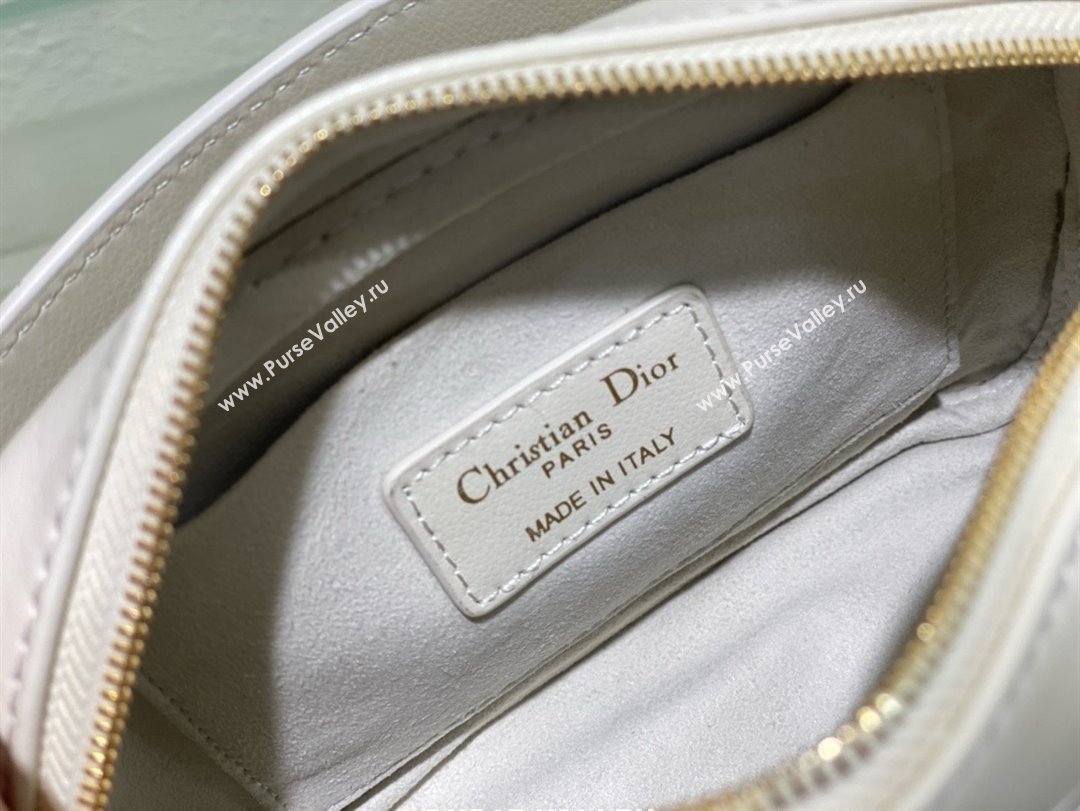 www.PurseValley.ru
www.PurseValley.ru
Christian Dior
PARIS
MADE IN ITALY